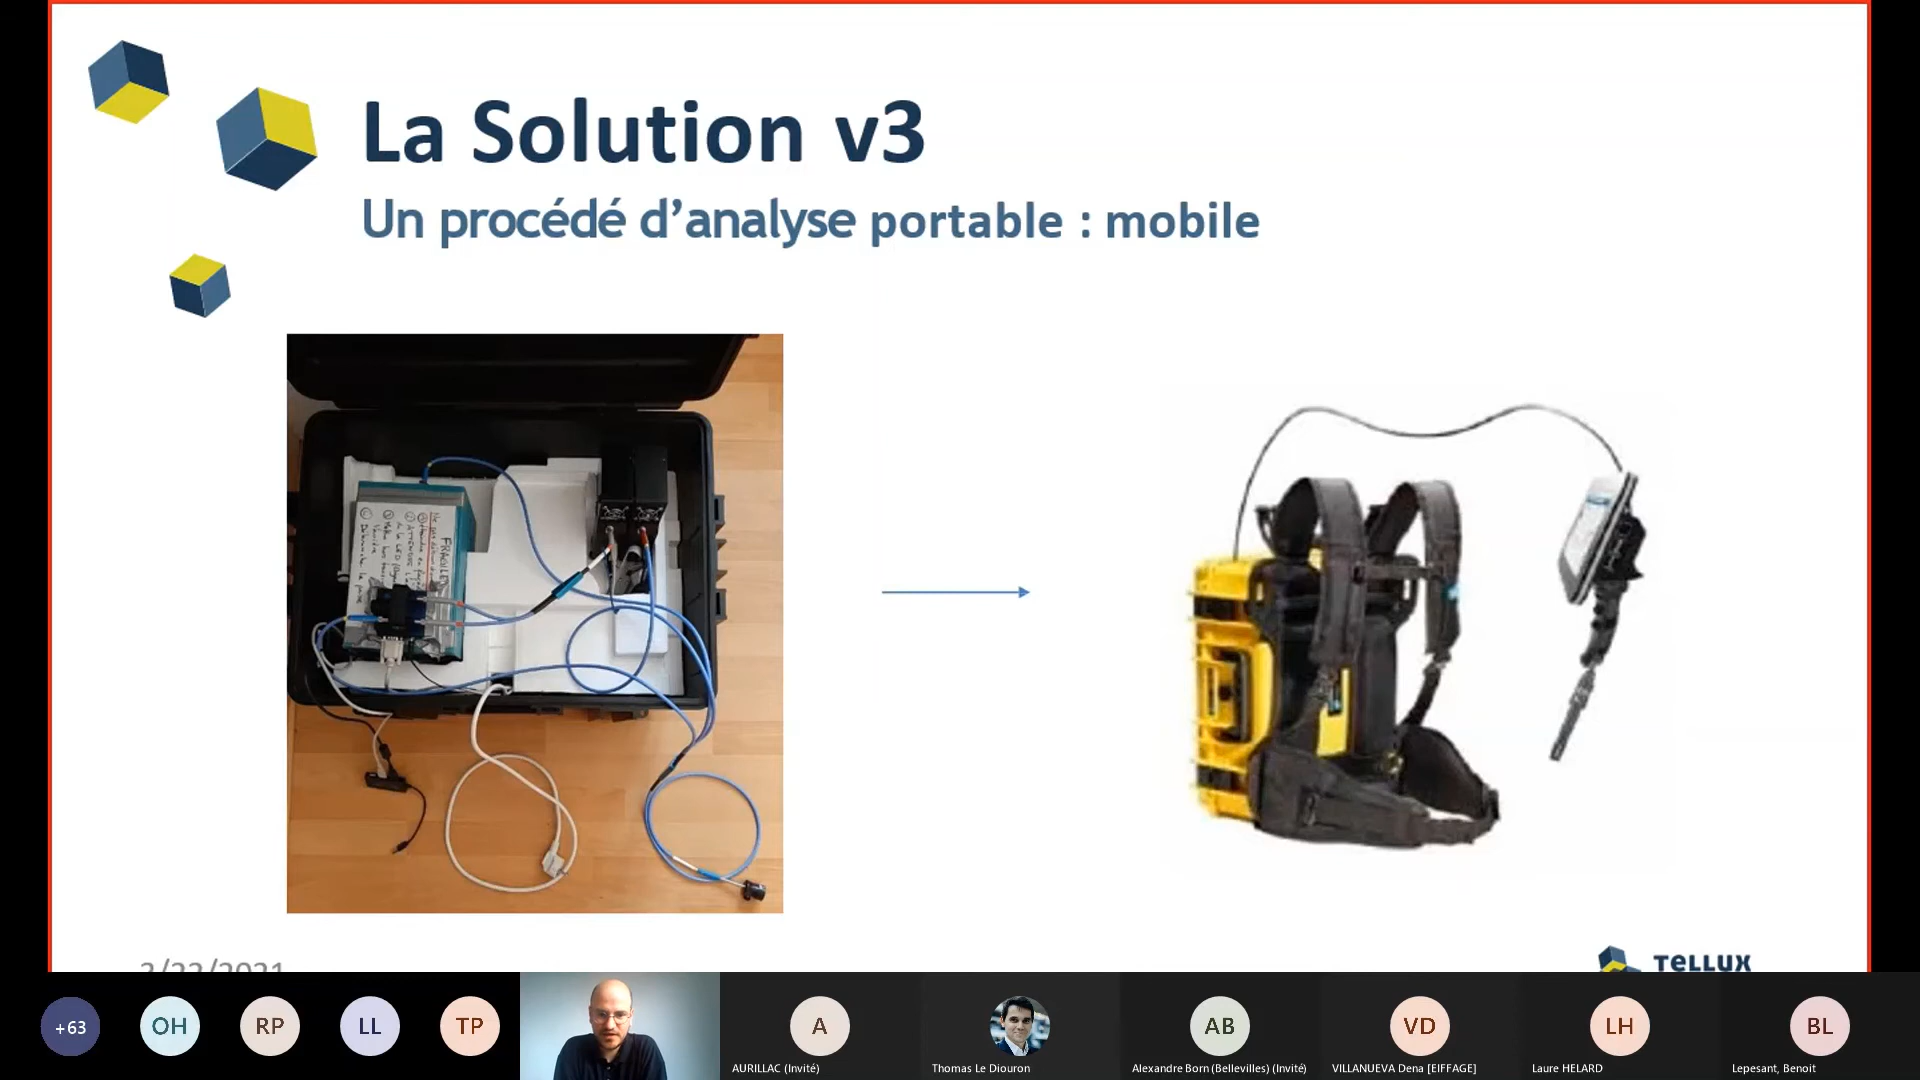 La Solution v3
Un procédé d'analyse portable : mobile
FRAGILE
TELLUX
+63
OH
RP
LL
TP
A
AB
VD
LH
BL
AURILLAC (Invité)
Thomas Le Diouron
Alexandre Born (Bellevilles) (Invité)
VILLANUEVA Dena [EIFFAGE]
Laure HELARD
Lepesant, Benoit